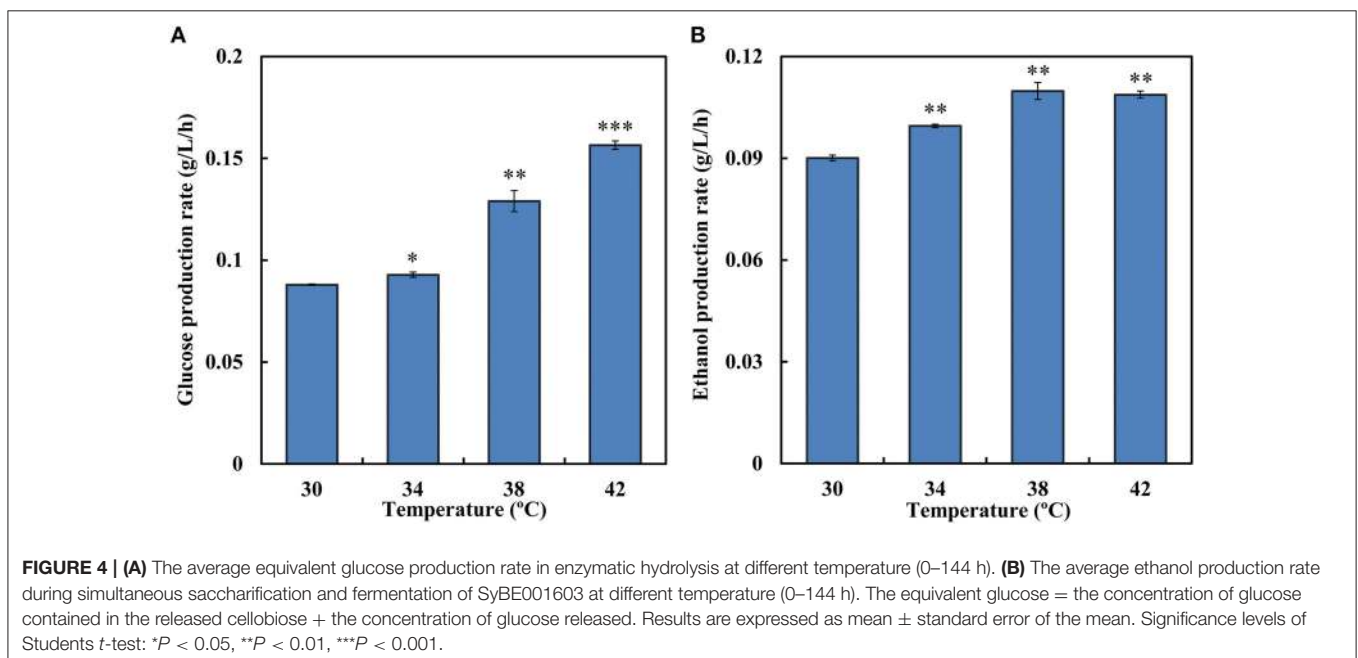 A
Glucose production rate (g/L/h)
0.2
0.15
0.1
0.05
0
*
**
***
30 34 38 42
Temperature (ºC)
B
Ethanol production rate (g/L/h)
0.12
0.09
0.06
0.03
0
**
**
**
30 34 38 42
Temperature (ºC)
FIGURE 4 | (A) The average equivalent glucose production rate in enzymatic hydrolysis at different temperature (0–144 h). (B) The average ethanol production rate
during simultaneous saccharification and fermentation of SyBE001603 at different temperature (0–144 h). The equivalent glucose = the concentration of glucose
contained in the released cellobiose + the concentration of glucose released. Results are expressed as mean ± standard error of the mean. Significance levels of
Students t-test: *P < 0.05, **P < 0.01, ***P < 0.001.